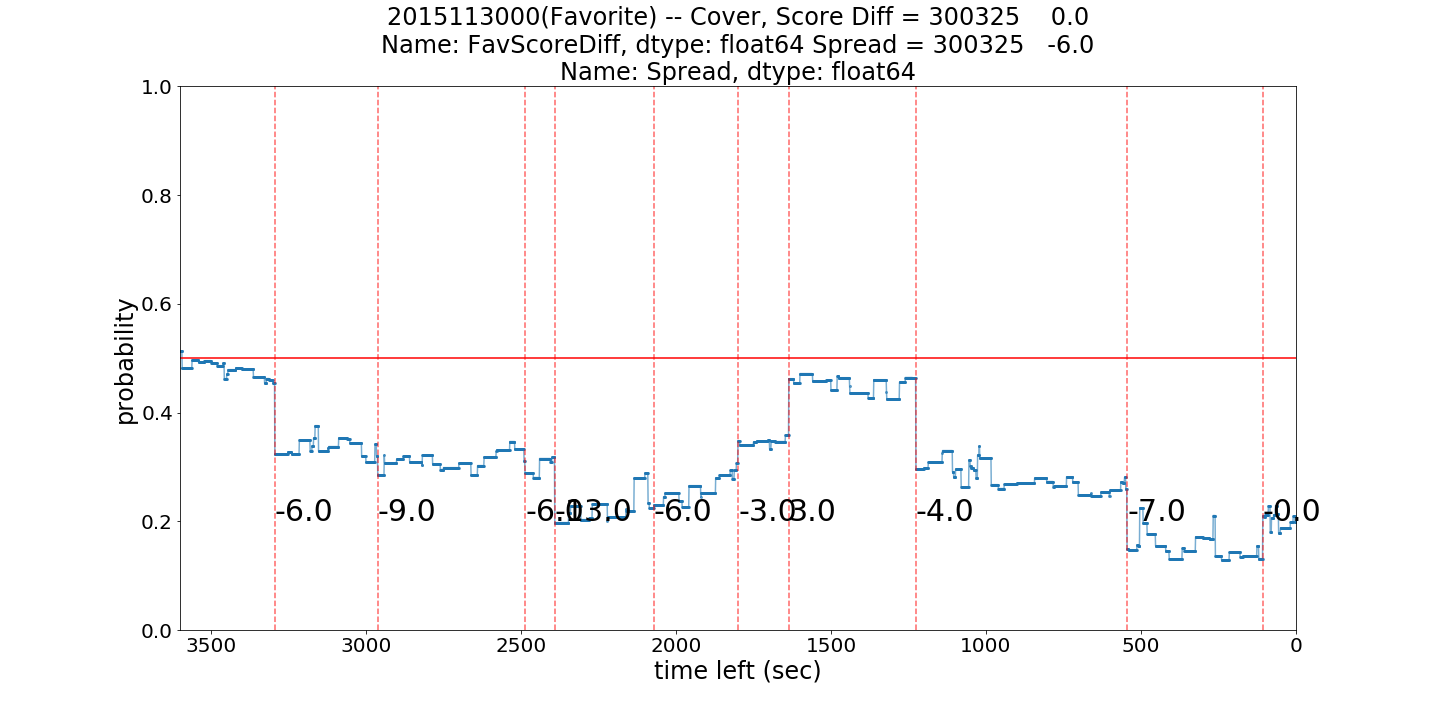 2015113000(Favorite) -- Cover, Score Diff = 300325    0.0
Name: FavScoreDiff, dtype: float64 Spread = 300325   -6.0
Name: Spread, dtype: float64
probability
1.0
0.8
0.6
0.4
0.2
0.0
-6.0 -9.0 -6.0 -13.0 -6.0 -3.0 3.0 -4.0 -7.0 -0.0
3500 3000 2500 2000 1500 1000 500 0
time left (sec)